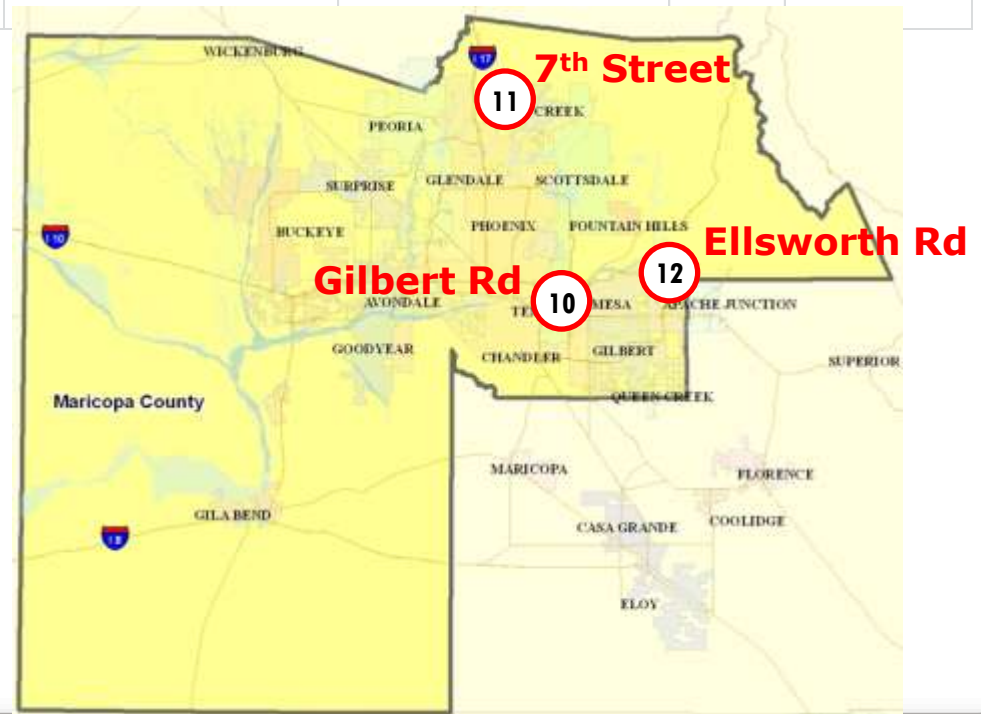 WICKENBURG
I 17
7th Street
11
CREEK
PEORIA
SURPRISE
GLENDALE
SCOTTSDALE
I 10
BUCKEYE
PHOENIX
FOUNTAIN HILLS
Ellsworth Rd
Gilbert Rd
12
10
AVONDALE
TE
MESA
APACHE JUNCTION
GOODYEAR
CHANDLER
GILBERT
SUPERIOR
Maricopa County
QUEEN CREEK
MARICOPA
FLORENCE
GILA BEND
CASA GRANDE
COOLIDGE
I 8
ELOY